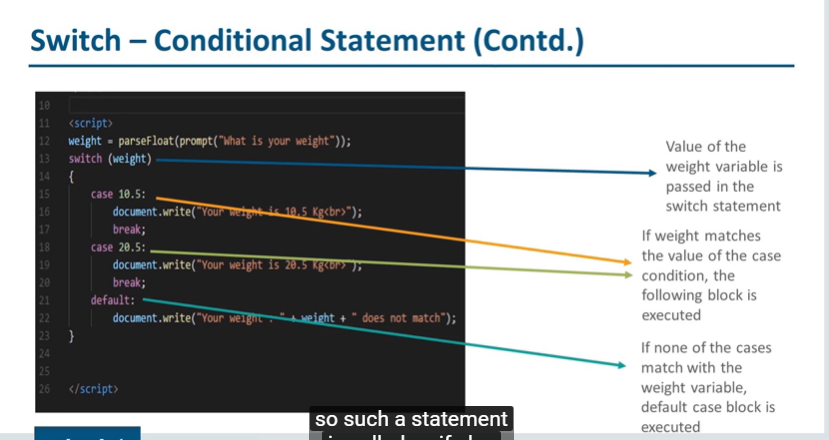 Switch – Conditional Statement (Contd.)
10
11 <script>
12 weight = parseFloat(prompt("What is your weight"));
13 switch (weight)
14 {
15 case 10.5:
16 document.write("Your weight is 10.5 Kg<br>");
17 break;
18 case 20.5:
19 document.write("Your weight is 20.5 Kg<br>");
20 break;
21 default:
22 document.write("Your weight : " + weight + " does not match");
23 }
24
25
26 </script>
Value of the
weight variable is
passed in the
switch statement
If weight matches
the value of the case
condition, the
following block is
executed
If none of the cases
match with the
weight variable,
default case block is
executed
so such a statement